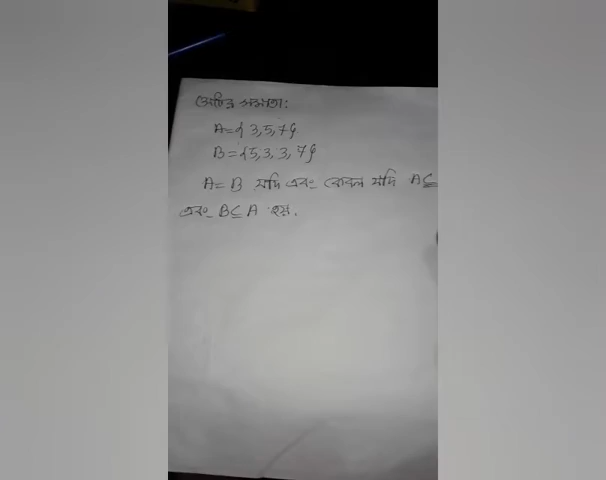 সেটের সমতা:
A={3,5,7}
B={5,3,3,7}
A=B যদি এবং কেবল যদি A⊆
এবং B⊆A হয়.